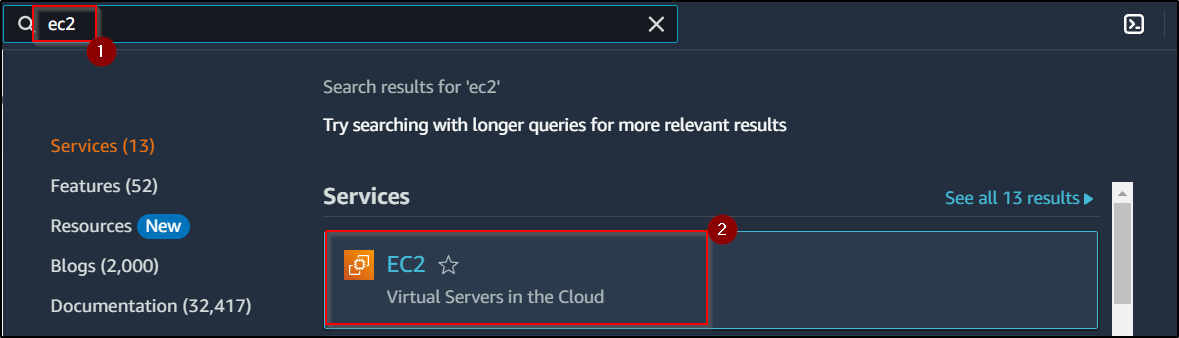 ec2
1
Search results for 'ec2'
Try searching with longer queries for more relevant results
Services (13)
Features (52)
Resources New
Blogs (2,000)
Documentation (32,417)
Services
See all 13 results
2
EC2
Virtual Servers in the Cloud